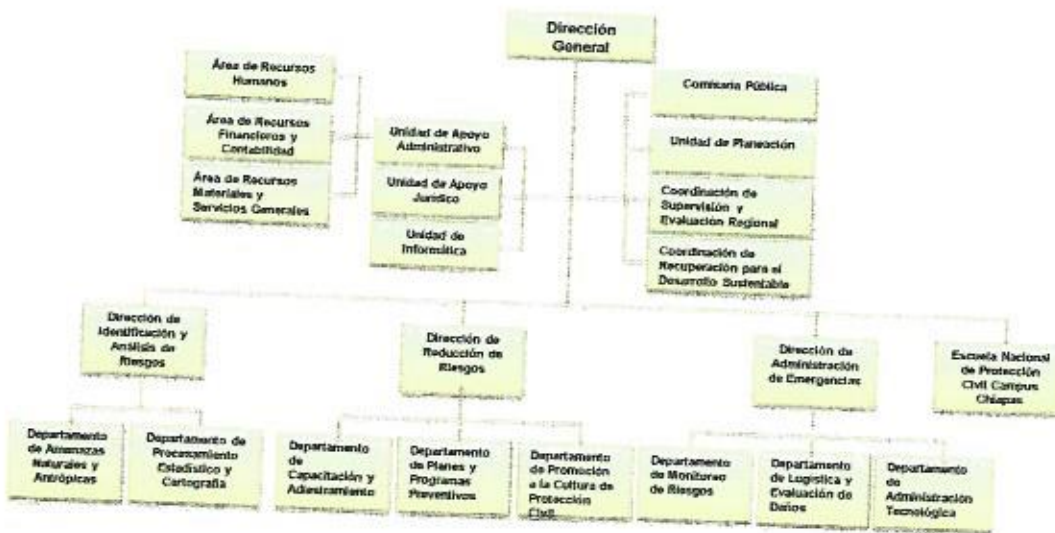 Dirección
General
Área de Recursos
Humanos
Área de Recursos
Financieros y
Contabilidad
Área de Recursos
Materiales y
Servicios Generales
Unidad de Apoyo
Administrativo
Unidad de Apoyo
Jurídico
Unidad de
Informática
Comisaría Pública
Unidad de Planeación
Coordinación de
Supervisión y
Evaluación Regional
Coordinación de
Recuperación para el
Desarrollo Sustentable
Dirección de
Identificación y
Análisis de
Riesgos
Dirección de
Reducción de
Riesgos
Dirección de
Administración
de Emergencias
Escuela Nacional
de Protección
Civil Campus
Chiapas
Departamento
de Amenazas
Naturales y
Antrópicas
Departamento de
Procesamiento
Estadístico y
Cartografía
Departamento
de
Capacitación y
Adiestramiento
Departamento
de Planes y
Programas
Preventivos
Departamento
de Promoción
a la Cultura de
Protección
Civil
Departamento
de Monitoreo
de Riesgos
Departamento
de Logística y
Evaluación de
Daños
Departamento
de
Administración
Tecnológica